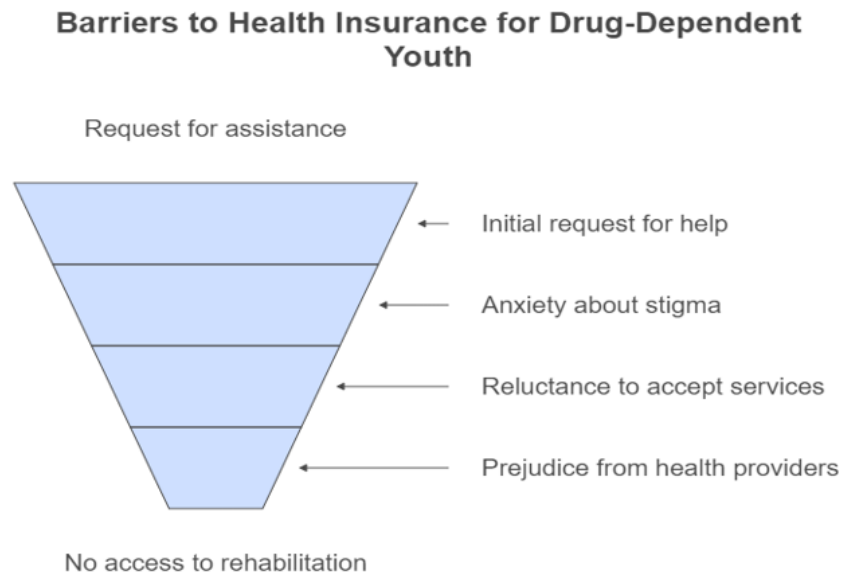 Barriers to Health Insurance for Drug-Dependent
Youth
Request for assistance
Initial request for help
Anxiety about stigma
Reluctance to accept services
Prejudice from health providers
No access to rehabilitation